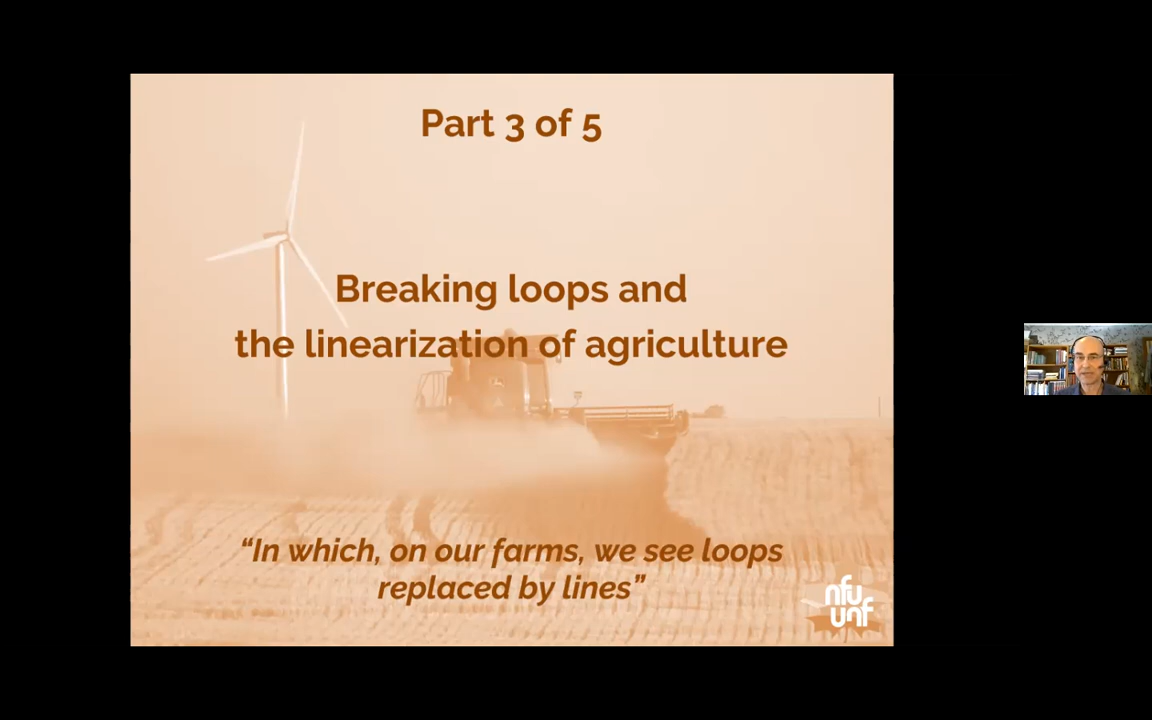 Part 3 of 5
Breaking loops and
the linearization of agriculture
“In which, on our farms, we see loops
replaced by lines”
nfu
unf